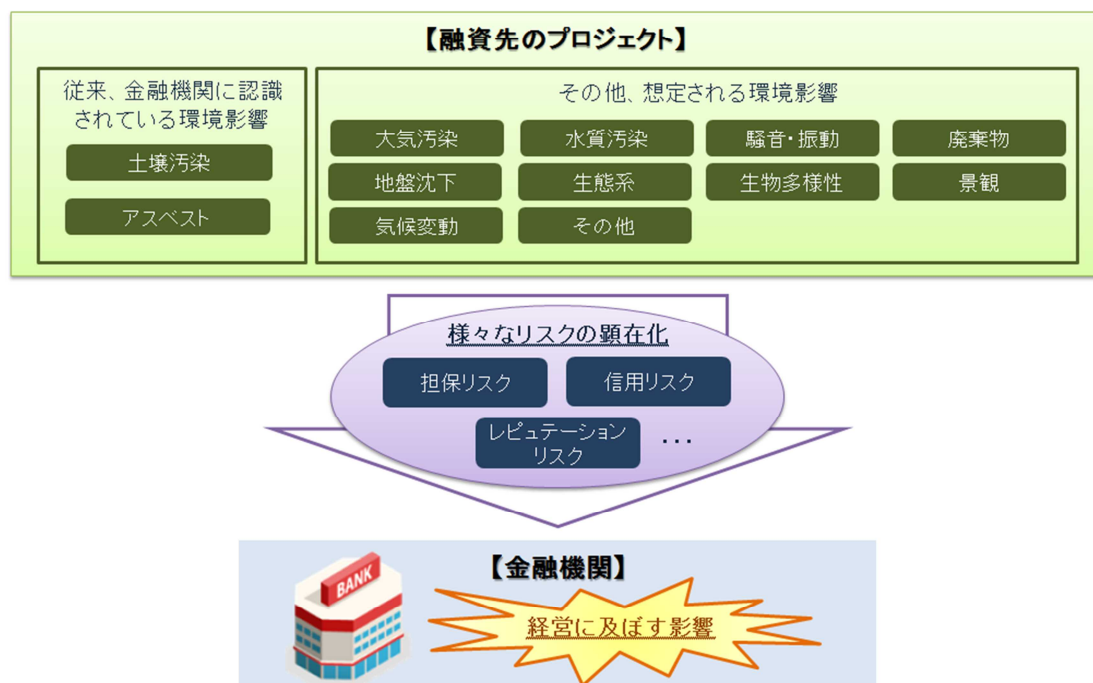 【融資先のプロジェクト】
従来、金融機関に認識
されている環境影響
土壌汚染
アスベスト
その他、想定される環境影響
大気汚染
水質汚染
騒音・振動
廃棄物
地盤沈下
生態系
生物多様性
景観
気候変動
その他
様々なリスクの顕在化
担保リスク
信用リスク
レピュテーション
リスク
...
【金融機関】
BANK
経営に及ぼす影響